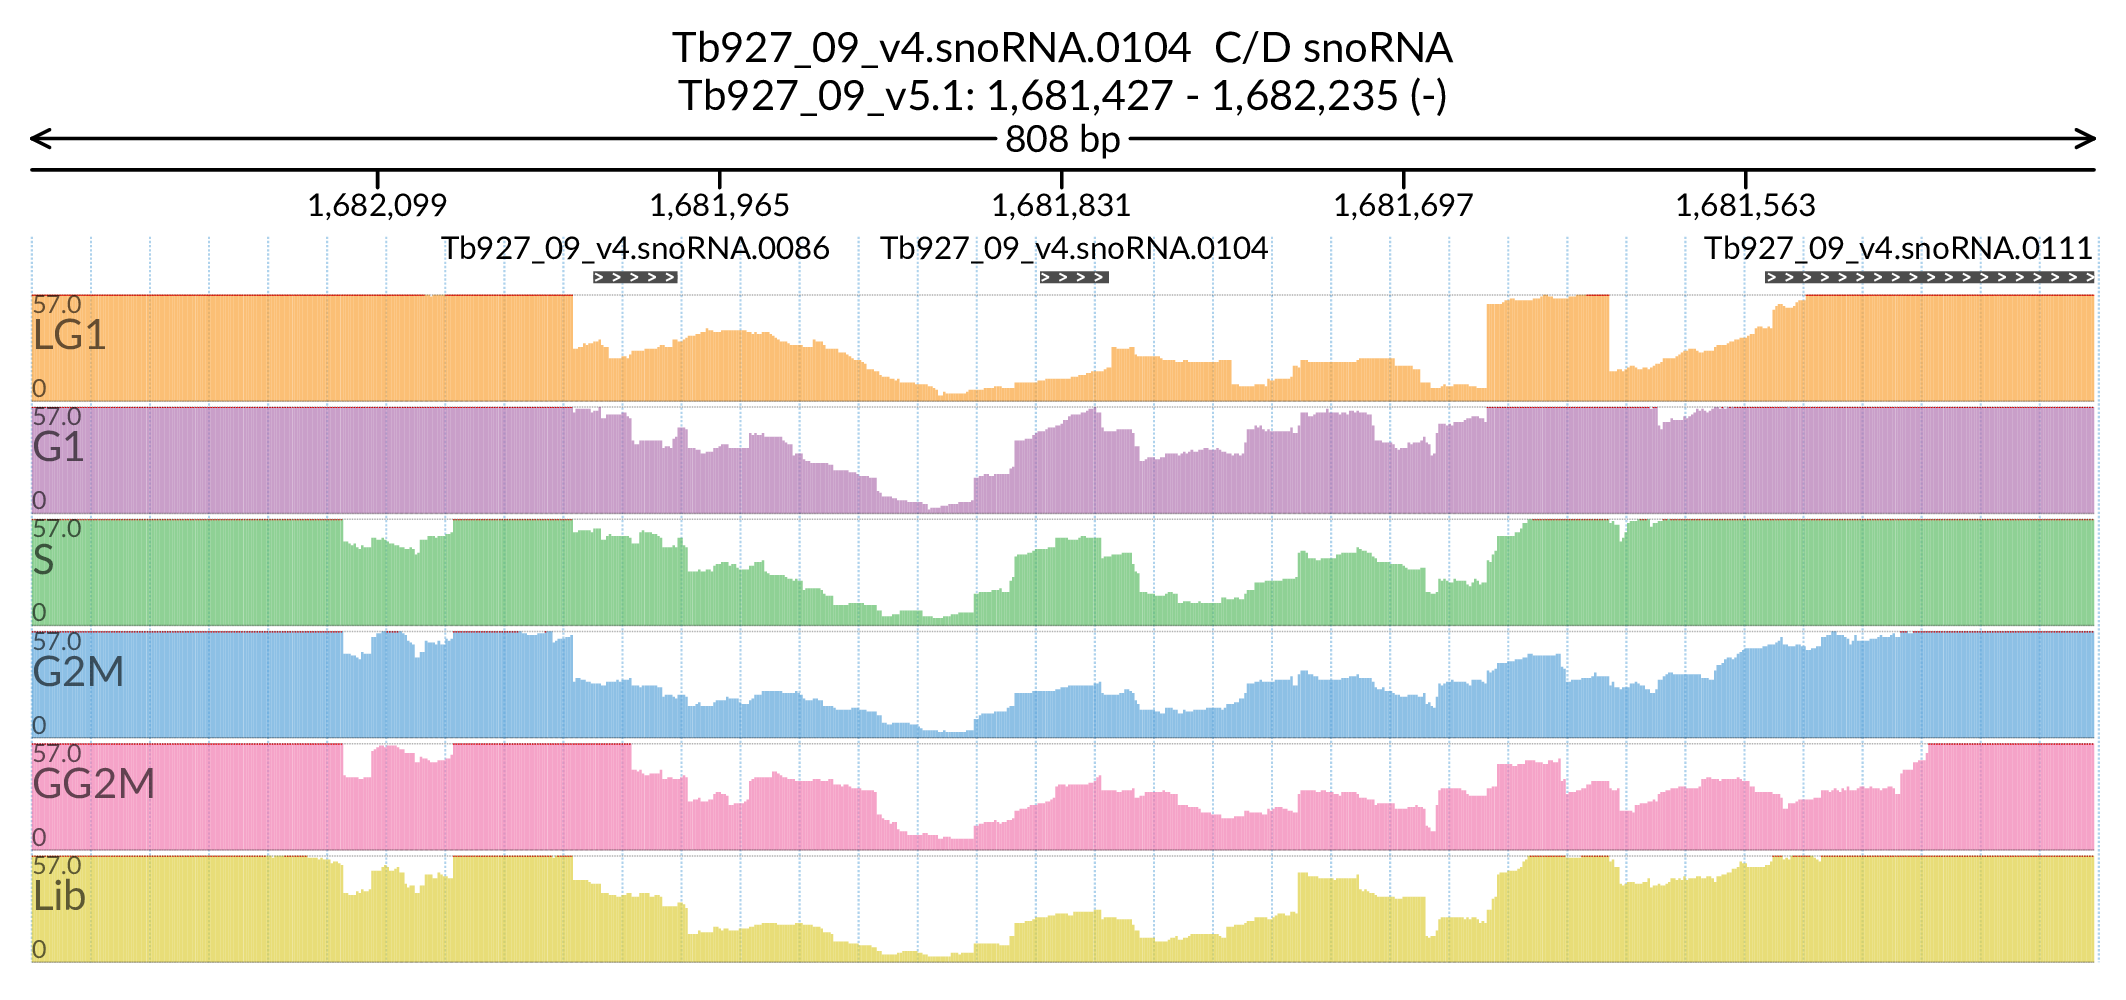 Tb927_09_v4.snoRNA.0104  C/D snoRNA
Tb927_09_v5.1: 1,681,427 - 1,682,235 (-)
808 bp
1,682,099 1,681,965 1,681,831 1,681,697 1,681,563
Tb927_09_v4.snoRNA.0086 Tb927_09_v4.snoRNA.0104 Tb927_09_v4.snoRNA.0111
57.0
LG1
0
57.0
G1
0
57.0
S
0
57.0
G2M
0
57.0
GG2M
0
57.0
Lib
0